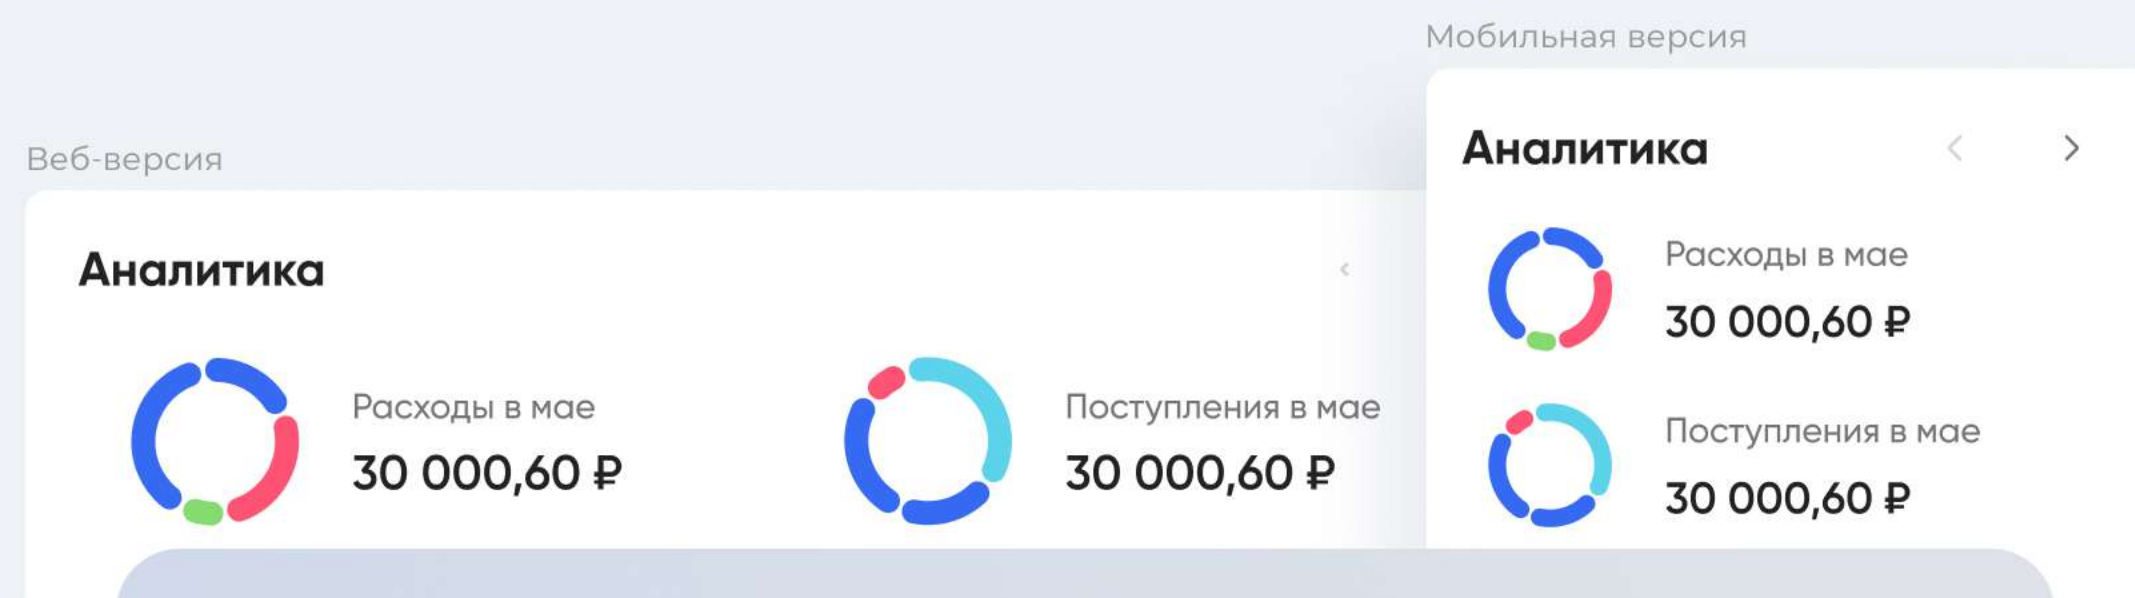 Мобильная версия
Веб-версия
Аналитика
Расходы в мае
30 000,60 ₽
Поступления в мае
30 000,60 ₽
Аналитика
Расходы в мае
30 000,60 ₽
Поступления в мае
30 000,60 ₽